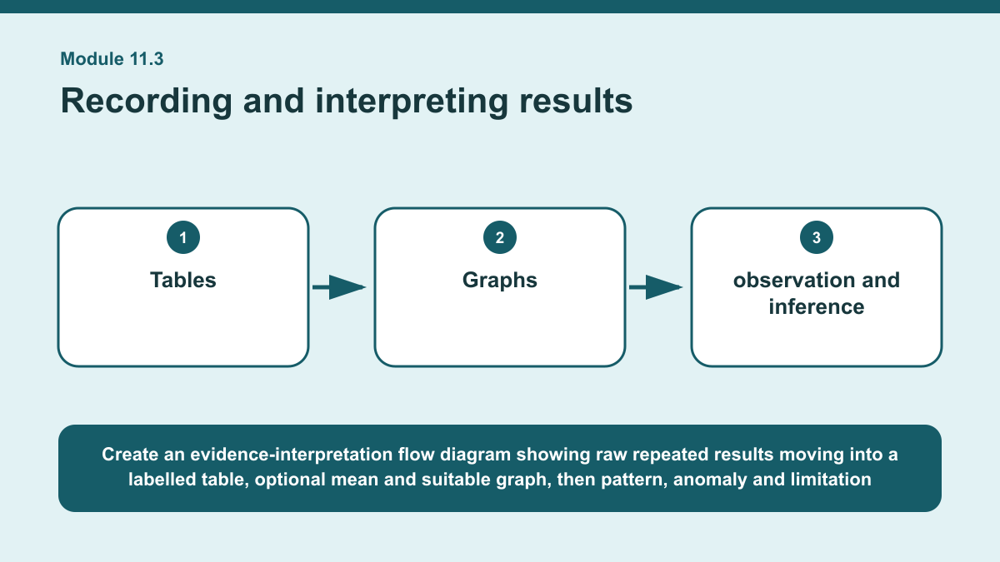 Module 11.3
Recording and interpreting results
1
Tables
2
Graphs
3
observation and
inference
Create an evidence-interpretation flow diagram showing raw repeated results moving into a
labelled table, optional mean and suitable graph, then pattern, anomaly and limitation